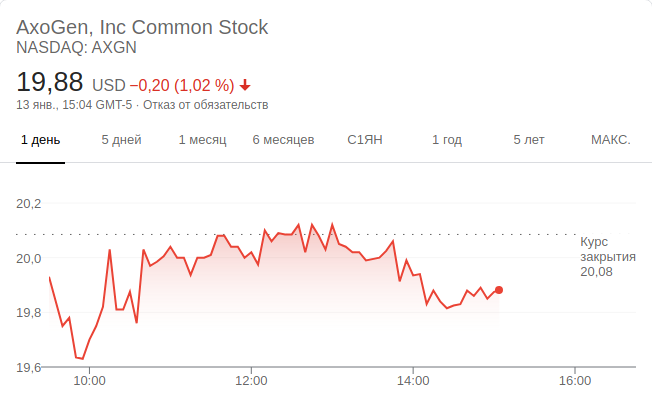 AxoGen, Inc Common Stock
NASDAQ: AXGN
19,88 USD −0,20 (1,02 %)
13 янв., 15:04 GMT-5 · Отказ от обязательств
1 день 5 дней 1 месяц 6 месяцев С1ЯН 1 год 5 лет МАКС.
20,2
Курс
закрытия
20,08
20,0
19,8
19,6
10:00 12:00 14:00 16:00